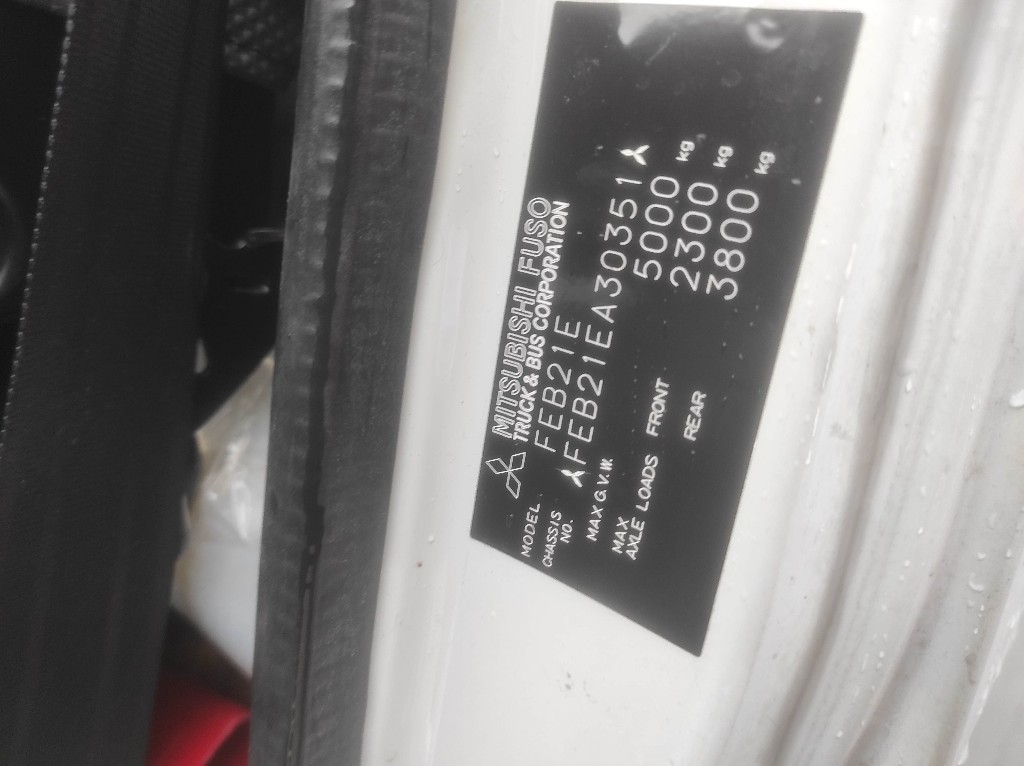 MITSUBISHI FUSO
TRUCK & BUS CORPORATION
MODEL FEB21E
CHASSIS NO. FEB21EA30351
MAX G.V.W. 5000 kg
MAX AXLE LOADS FRONT 2300 kg
REAR 3800 kg